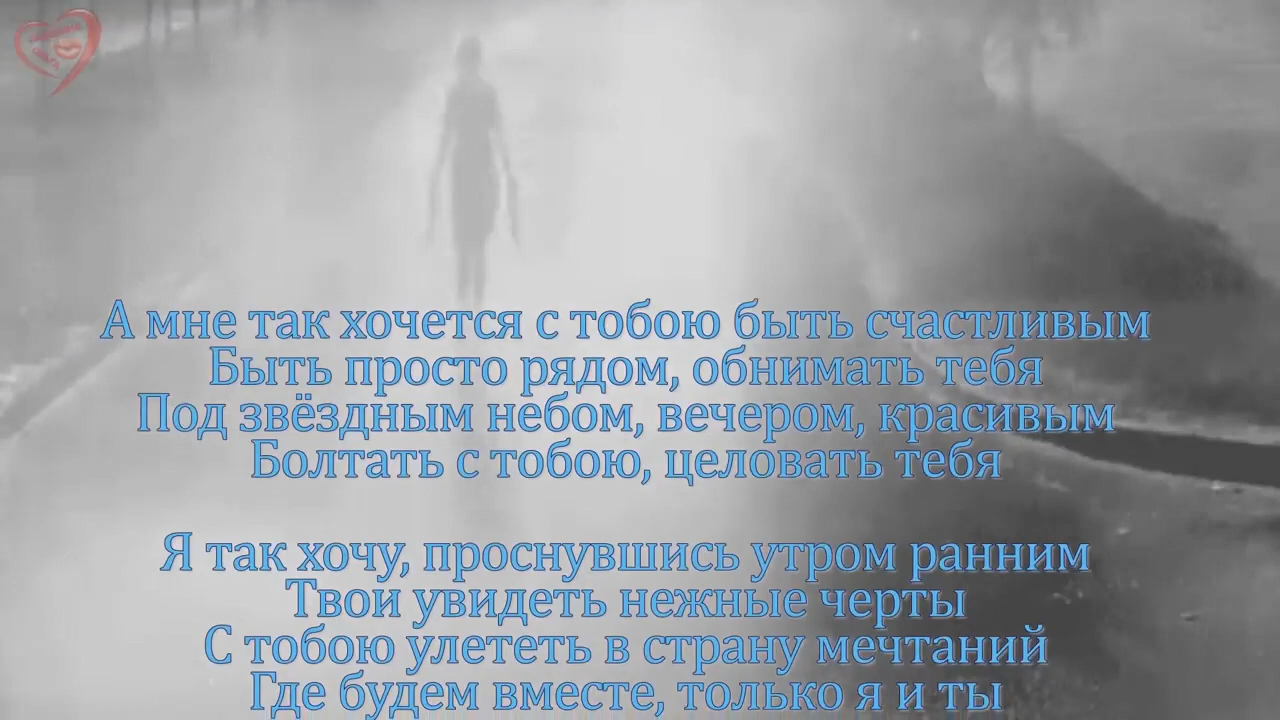 А мне так хочется с тобою быть счастливым
Быть просто рядом, обнимать тебя
Под звёздным небом, вечером, красивым
Болтать с тобою, целовать тебя
Я так хочу, проснувшись утром ранним
Твои увидеть нежные черты
С тобою улететь в страну мечтаний
Где будем вместе, только я и ты